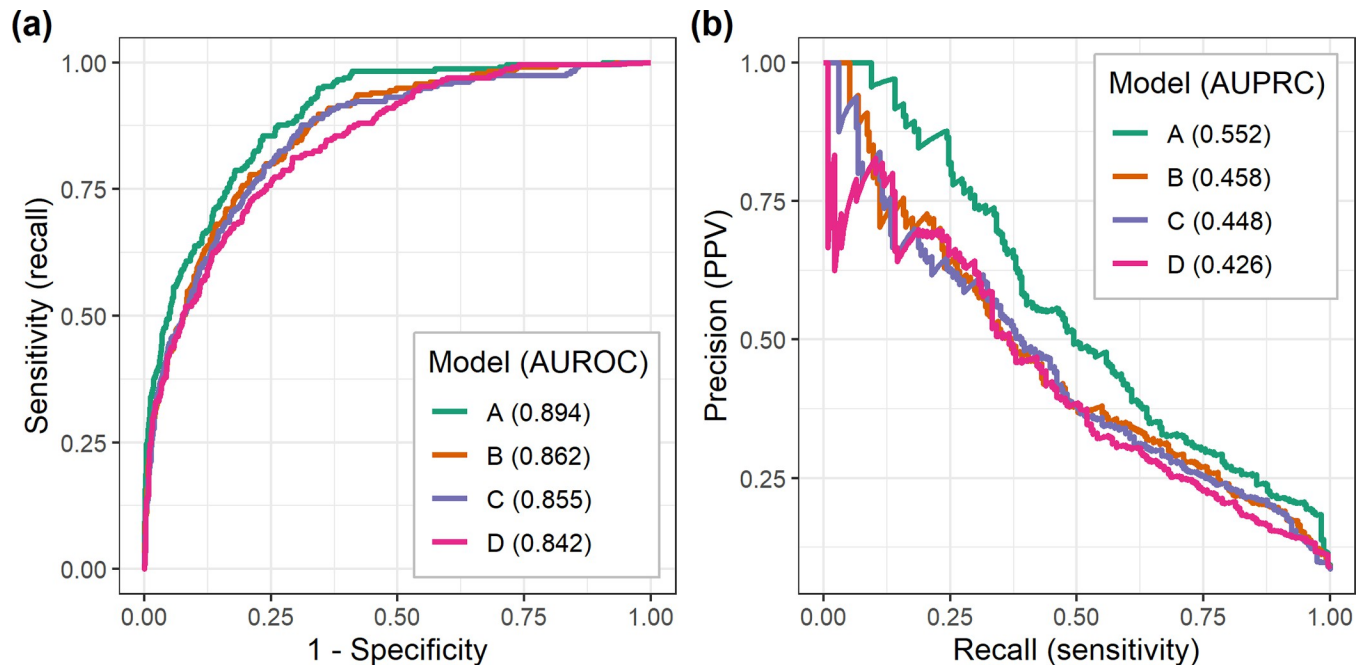 (a)
Sensitivity (recall)
1.00
0.75
0.50
0.25
0.00
Model (AUROC)
A (0.894)
B (0.862)
C (0.855)
D (0.842)
0.00 0.25 0.50 0.75 1.00
1 - Specificity
(b)
Precision (PPV)
1.00
0.75
0.50
0.25
Model (AUPRC)
A (0.552)
B (0.458)
C (0.448)
D (0.426)
0.00 0.25 0.50 0.75 1.00
Recall (sensitivity)